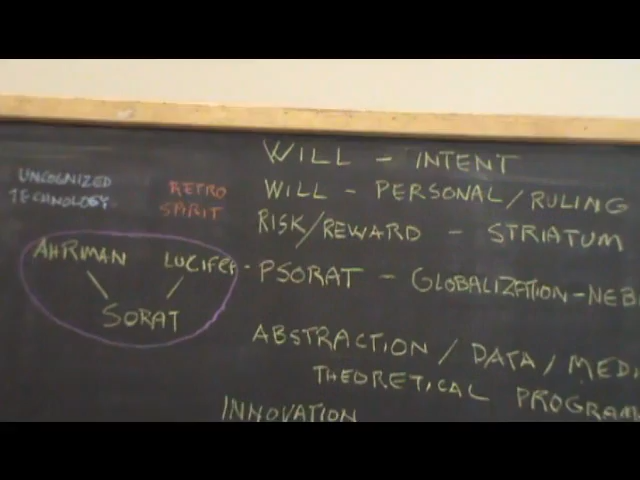 WILL - INTENT
WILL - PERSONAL/RULING
RISK/REWARD - STRIATUM
PSORAT - GLOBALIZATION-NEB
ABSTRACTION / DATA / MEDI
THEORETICAL PROGRAM
INNOVATION
UNCOGNIZED
TECHNOLOGY
RETRO
SPIRIT
AHRIMAN LUCIFER
SORAT